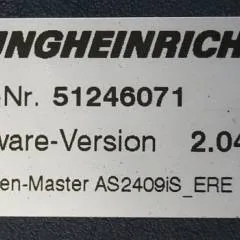 UNGHEINRICH
-Nr. 51246071
ware-Version 2.04
en-Master AS2409iS_ERE